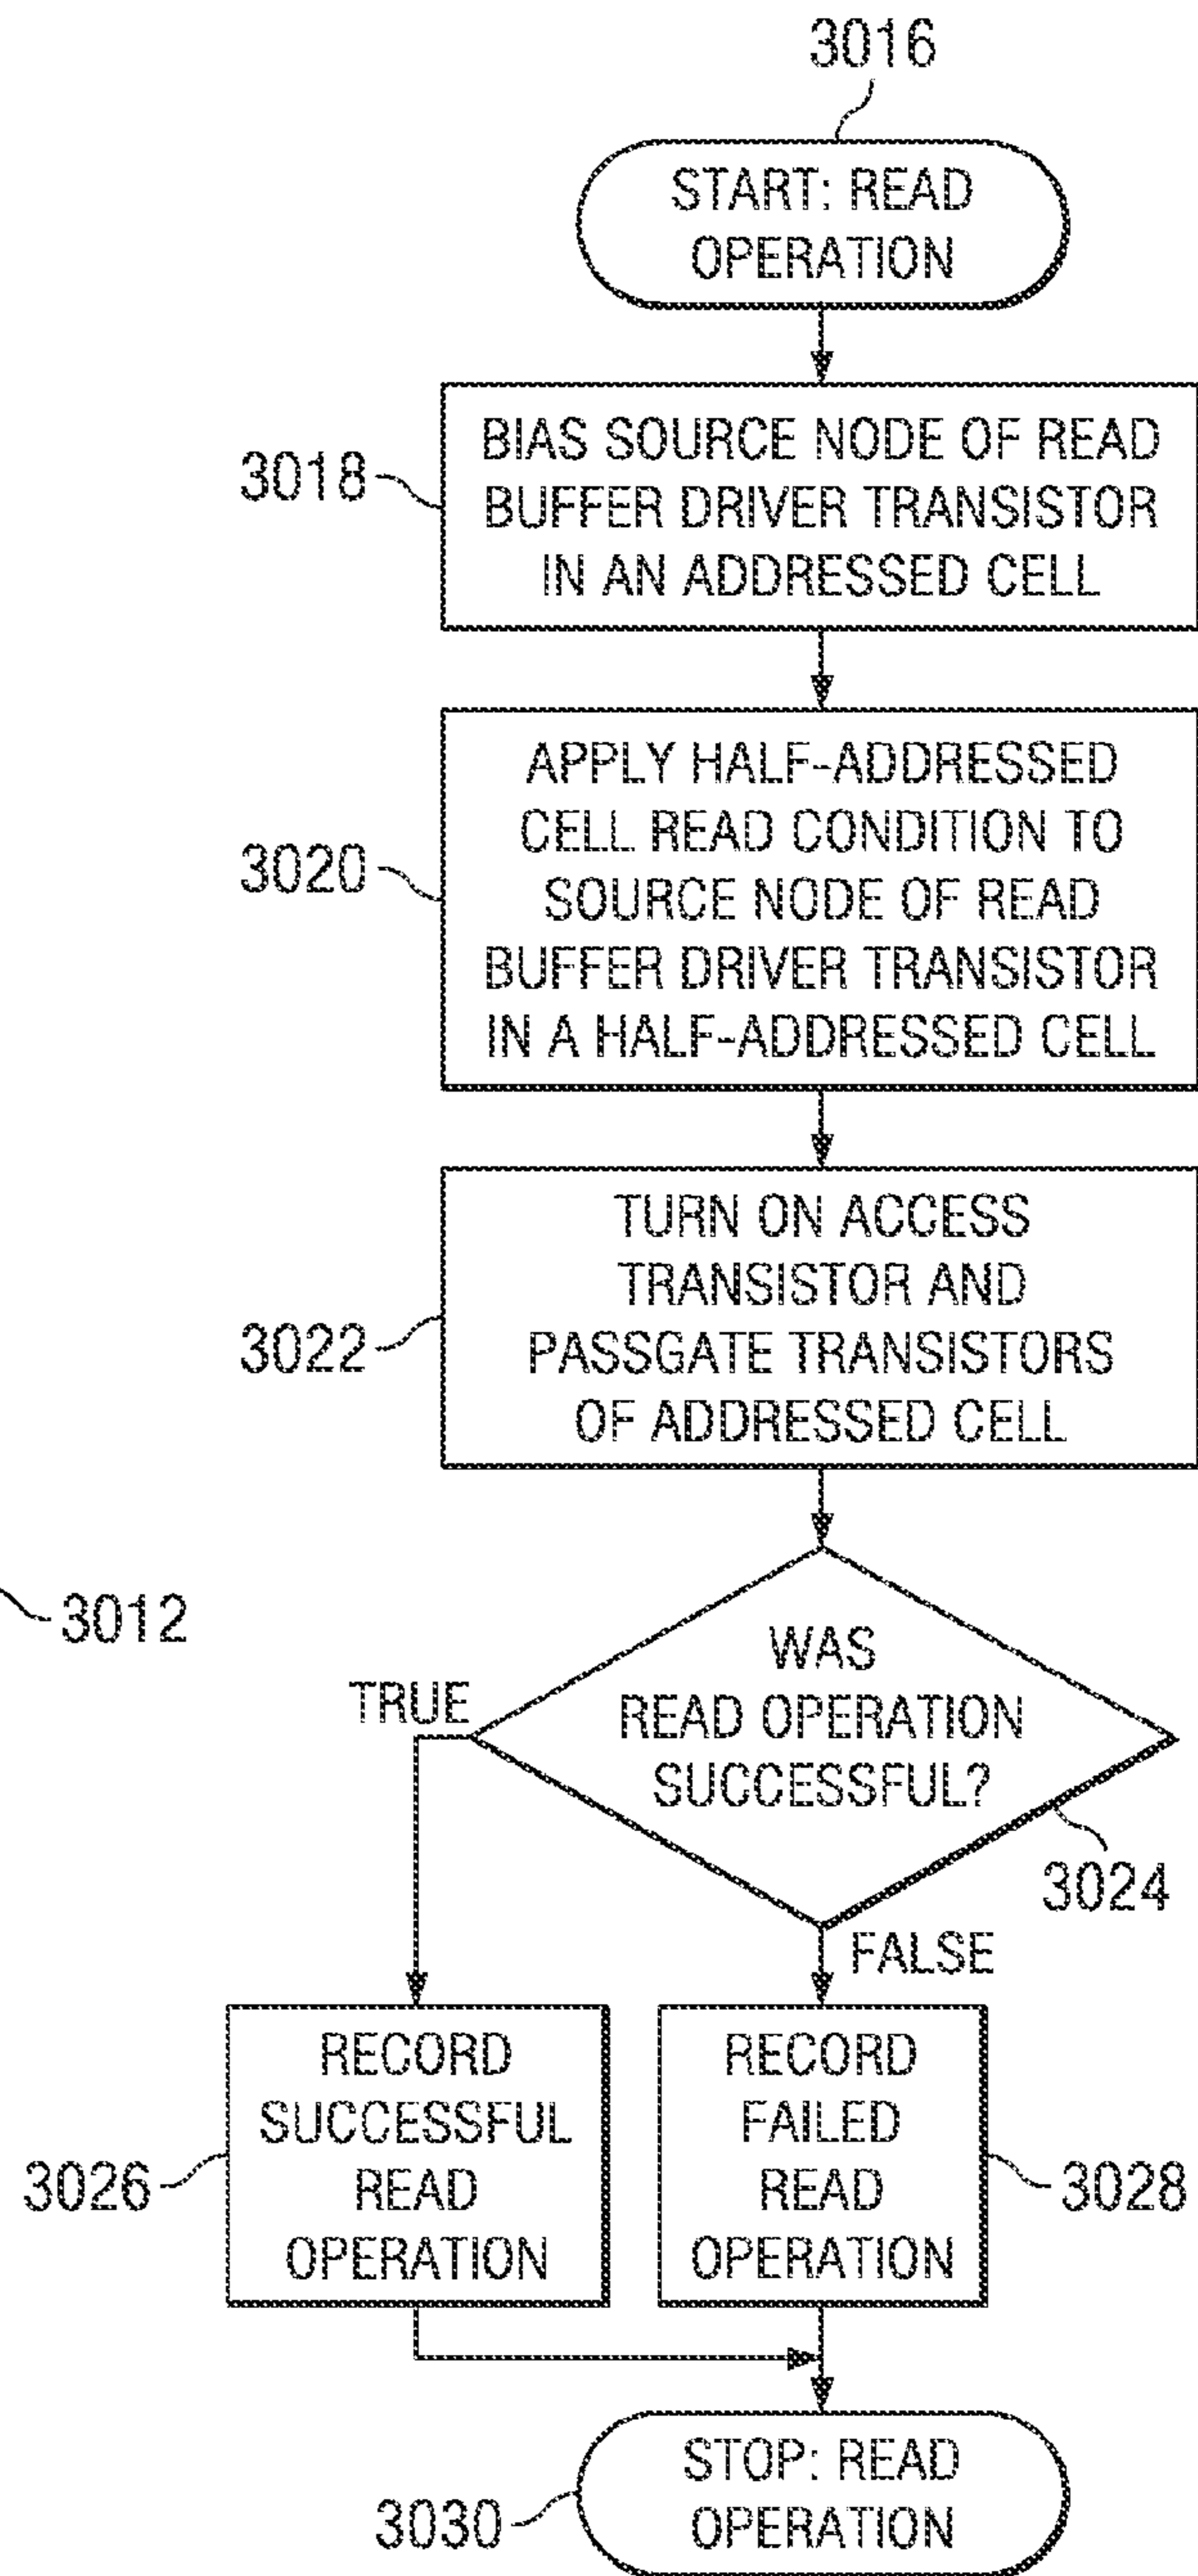 3016
START: READ
OPERATION
3018
BIAS SOURCE NODE OF READ
BUFFER DRIVER TRANSISTOR
IN AN ADDRESSED CELL
3020
APPLY HALF-ADDRESSED
CELL READ CONDITION TO
SOURCE NODE OF READ
BUFFER DRIVER TRANSISTOR
IN A HALF-ADDRESSED CELL
3022
TURN ON ACCESS
TRANSISTOR AND
PASSGATE TRANSISTORS
OF ADDRESSED CELL
3012
WAS
READ OPERATION
SUCCESSFUL?
TRUE
3024
FALSE
RECORD
SUCCESSFUL
READ
OPERATION
3026
RECORD
FAILED
READ
OPERATION
3028
STOP: READ
OPERATION
3030